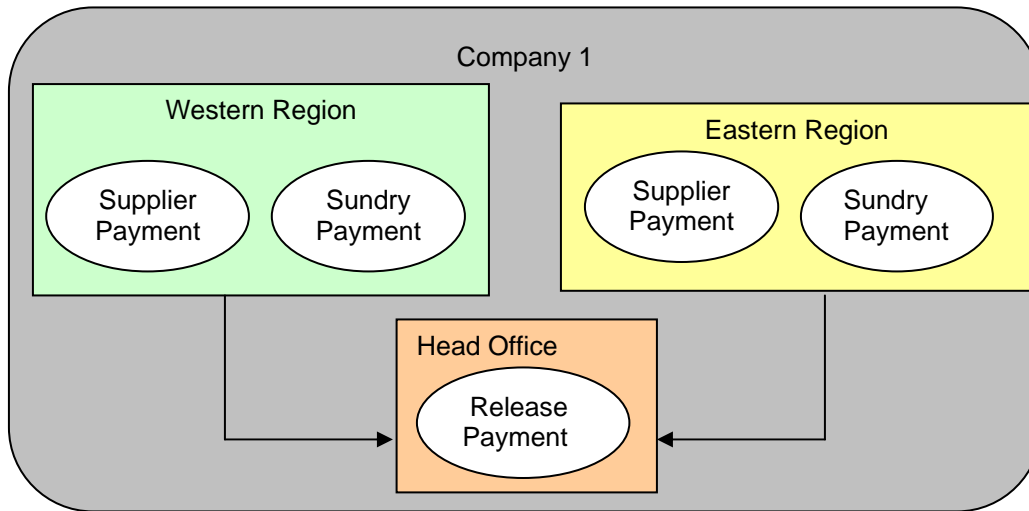 Company 1
Western Region
Supplier
Payment
Sundry
Payment
Eastern Region
Supplier
Payment
Sundry
Payment
Head Office
Release
Payment